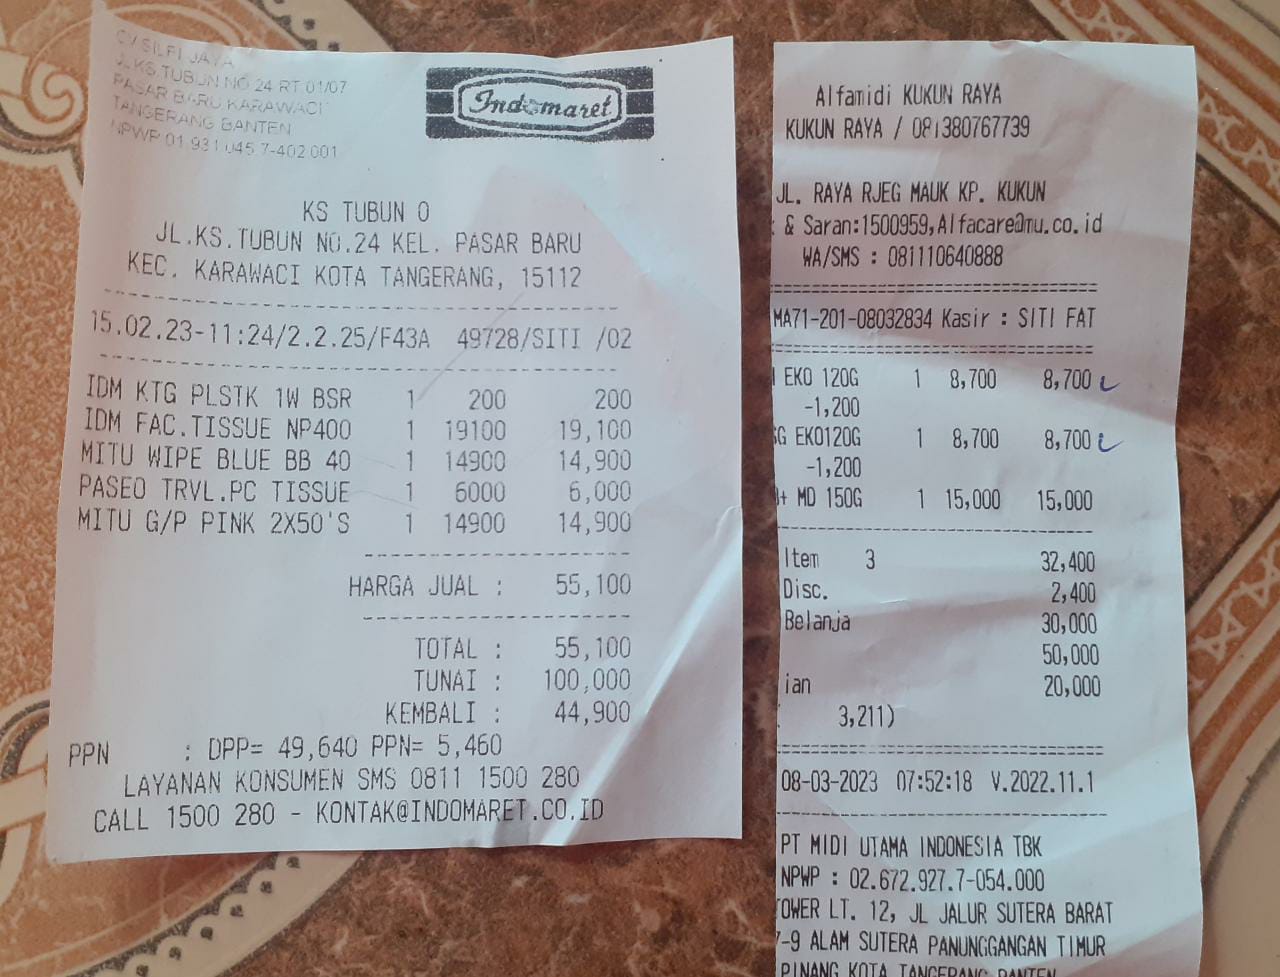 CV SILFI JAYA
JL.KS.TUBUN NO 24 RT 01/07
PASAR BARU KARAWACI
TANGERANG BANTEN
NPWP 01 931 045 7-402 001
Indomaret
KS TUBUN O
JL.KS.TUBUN NO.24 KEL. PASAR BARU
KEC. KARAWACI KOTA TANGERANG, 15112
15.02.23-11:24/2.2.25/F43A 49728/SITI /02
IDM KTG PLSTK 1W BSR 1 200 200
IDM FAC.TISSUE NP400 1 19100 19,100
MITU WIPE BLUE BB 40 1 14900 14,900
PASEO TRVL.PC TISSUE 1 6000 6,000
MITU G/P PINK 2X50'S 1 14900 14,900
HARGA JUAL : 55,100
TOTAL : 55,100
TUNAI : 100,000
KEMBALI : 44,900
PPN : DPP= 49,640 PPN= 5,460
LAYANAN KONSUMEN SMS 0811 1500 280
CALL 1500 280 - KONTAK@INDOMARET.CO.ID
Alfamidi KUKUN RAYA
KUKUN RAYA / 081380767739
JL. RAYA RJEG MAUK KP. KUKUN
& Saran:1500959,Alfacare@mu.co.id
WA/SMS : 081110640888
MA71-201-08032834 Kasir : SITI FAT
EKO 120G 1 8,700 8,700
-1,200
G EKO120G 1 8,700 8,700
-1,200
+ MD 150G 1 15,000 15,000
Item 3 32,400
Disc. 2,400
Belanja 30,000
50,000
ian 20,000
3,211)
08-03-2023 07:52:18 V.2022.11.1
PT MIDI UTAMA INDONESIA TBK
NPWP : 02.672.927.7-054.000
OWER LT. 12, JL JALUR SUTERA BARAT
-9 ALAM SUTERA PANUNGGANGAN TIMUR
PINANG KOTA TANGERANG BANTEN